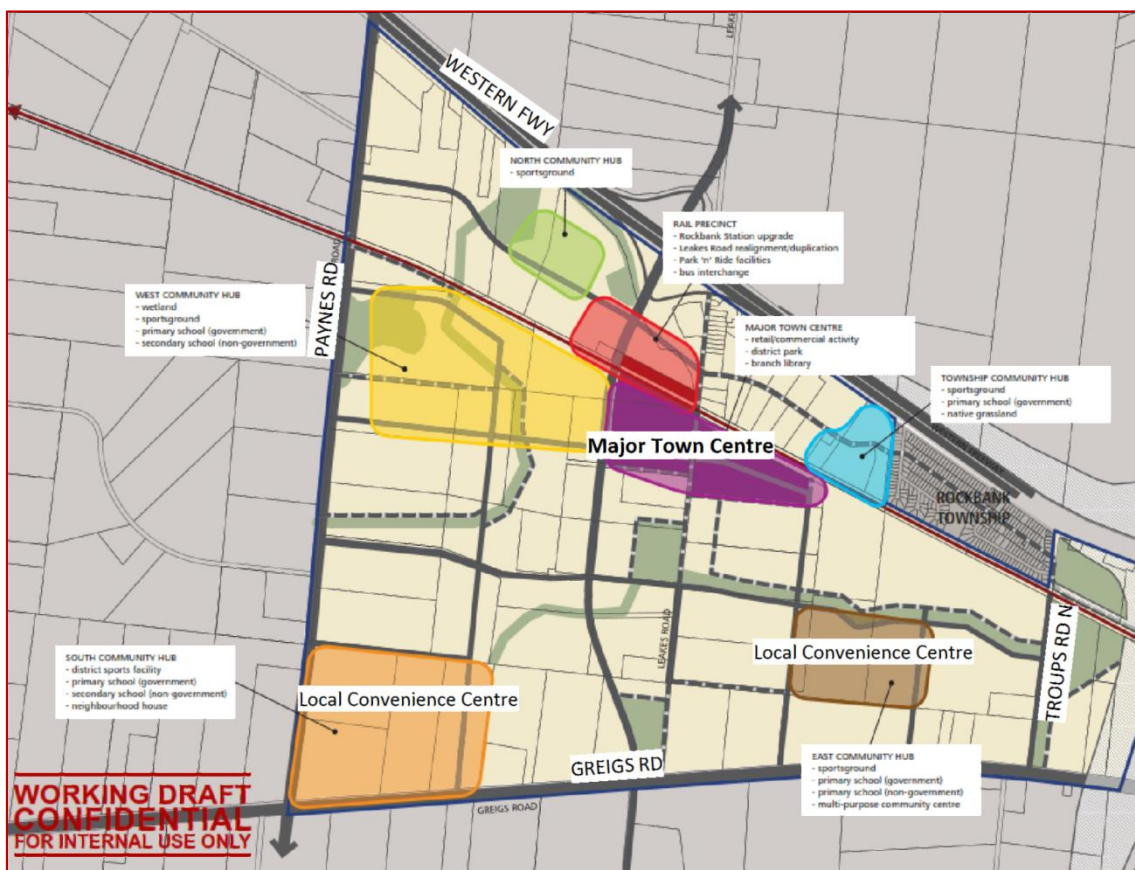 LEAKES ROAD
WESTERN FWY
NORTH COMMUNITY HUB
- sportsground
RAIL PRECINCT
- Rockbank Station upgrade
- Leakes Road realignment/duplication
- Park 'n' Ride facilities
- bus interchange
WEST COMMUNITY HUB
- wetland
- sportsground
- primary school (government)
- secondary school (non-government)
PAYNES RD
ROAD
MAJOR TOWN CENTRE
- retail/commercial activity
- district park
- branch library
TOWNSHIP COMMUNITY HUB
- sportsground
- primary school (government)
- native grassland
Major Town Centre
ROCKBANK
TOWNSHIP
SOUTH COMMUNITY HUB
- district sports facility
- primary school (government)
- secondary school (non-government)
- neighbourhood house
Local Convenience Centre
LEAKES ROAD
Local Convenience Centre
TROUPS RD N
GREIGS RD
EAST COMMUNITY HUB
- sportsground
- primary school (government)
- primary school (non-government)
- multi-purpose community centre
GREIGS ROAD
WORKING DRAFT
CONFIDENTIAL
FOR INTERNAL USE ONLY